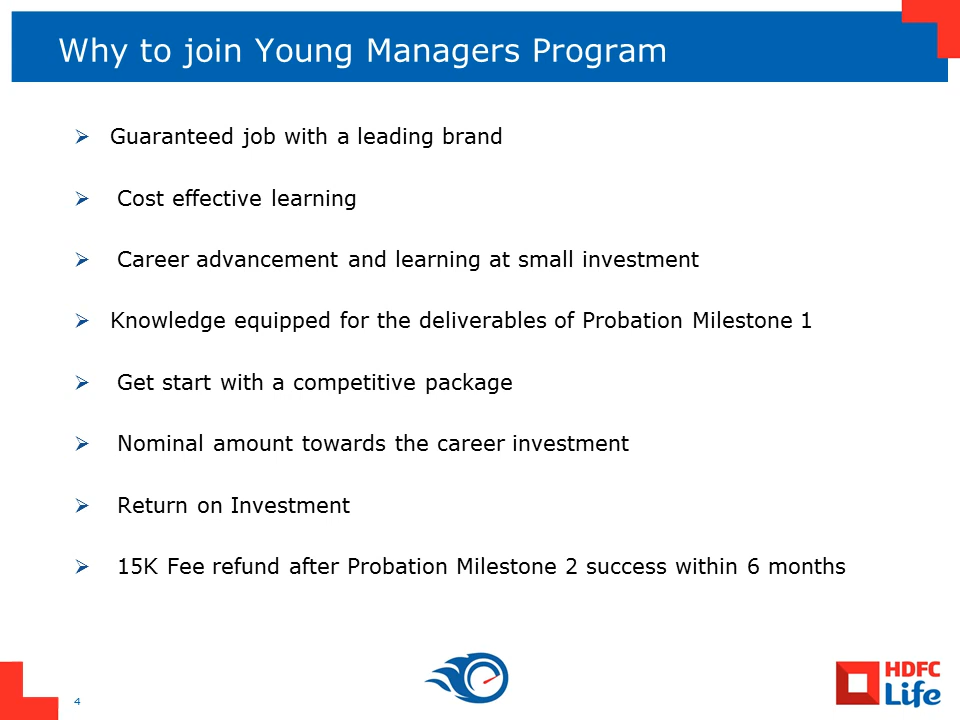 Why to join Young Managers Program
➢ Guaranteed job with a leading brand
➢ Cost effective learning
➢ Career advancement and learning at small investment
➢ Knowledge equipped for the deliverables of Probation Milestone 1
➢ Get start with a competitive package
➢ Nominal amount towards the career investment
➢ Return on Investment
➢ 15K Fee refund after Probation Milestone 2 success within 6 months
4
HDFC
Life